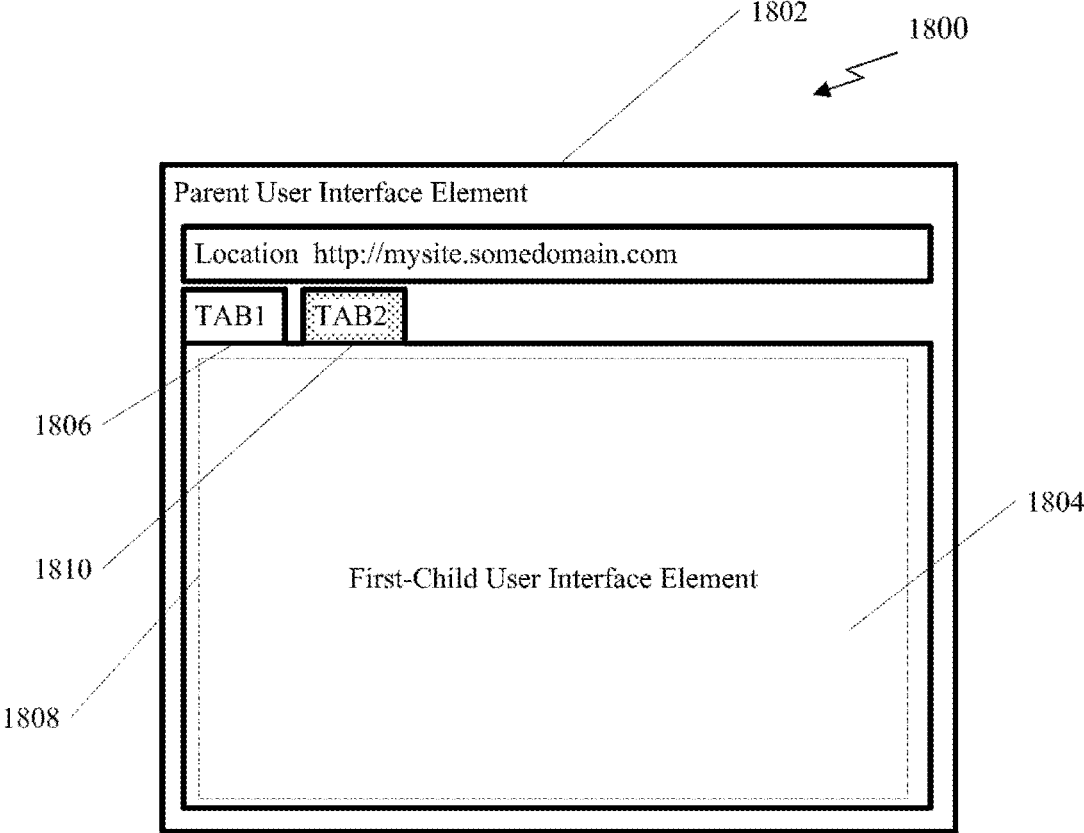 1802
1800
Parent User Interface Element
Location http://mysite.somedomain.com
TAB1 TAB2
1806
1804
1810
First-Child User Interface Element
1808